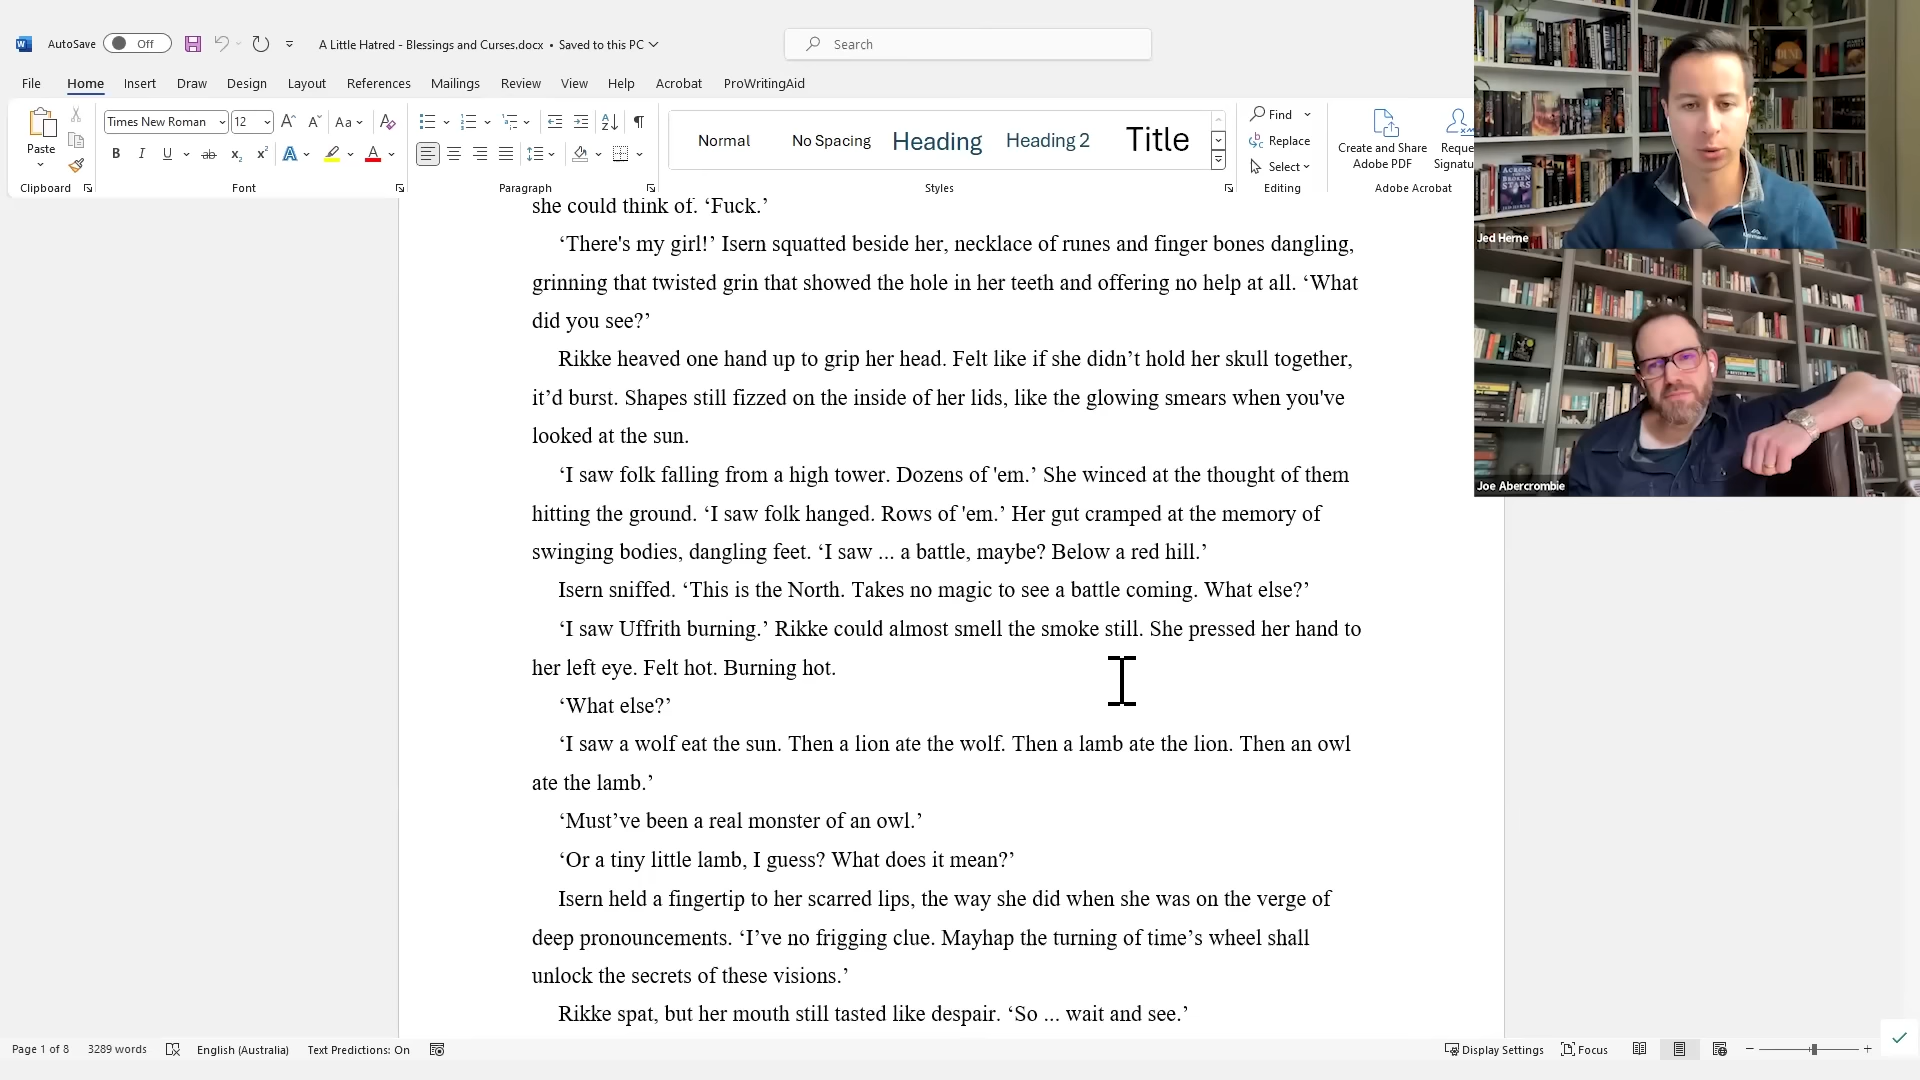 AutoSave Off A Little Hatred - Blessings and Curses.docx • Saved to this PC Search
File Home Insert Draw Design Layout References Mailings Review View Help Acrobat ProWritingAid
Times New Roman 12 Aa
Paste
B I U ab x₂ x² A A
Normal No Spacing Heading Heading 2 Title
Find
Replace
Select
Create and Share
Adobe PDF
Reque
Signatu
Clipboard Font Paragraph Styles Editing Adobe Acrobat
she could think of. ‘Fuck.’
‘There's my girl!’ Isern squatted beside her, necklace of runes and finger bones dangling,
grinning that twisted grin that showed the hole in her teeth and offering no help at all. ‘What
did you see?’
Rikke heaved one hand up to grip her head. Felt like if she didn’t hold her skull together,
it’d burst. Shapes still fizzed on the inside of her lids, like the glowing smears when you've
looked at the sun.
‘I saw folk falling from a high tower. Dozens of 'em.’ She winced at the thought of them
hitting the ground. ‘I saw folk hanged. Rows of 'em.’ Her gut cramped at the memory of
swinging bodies, dangling feet. ‘I saw ... a battle, maybe? Below a red hill.’
Isern sniffed. ‘This is the North. Takes no magic to see a battle coming. What else?’
‘I saw Uffrith burning.’ Rikke could almost smell the smoke still. She pressed her hand to
her left eye. Felt hot. Burning hot.
‘What else?’
‘I saw a wolf eat the sun. Then a lion ate the wolf. Then a lamb ate the lion. Then an owl
ate the lamb.’
‘Must’ve been a real monster of an owl.’
‘Or a tiny little lamb, I guess? What does it mean?’
Isern held a fingertip to her scarred lips, the way she did when she was on the verge of
deep pronouncements. ‘I’ve no frigging clue. Mayhap the turning of time’s wheel shall
unlock the secrets of these visions.’
Rikke spat, but her mouth still tasted like despair. ‘So ... wait and see.’
Page 1 of 8 3289 words English (Australia) Text Predictions: On Display Settings Focus
DUNE
ACROSS
THE
BROKEN
STARS
Jed Herne
Joe Abercrombie